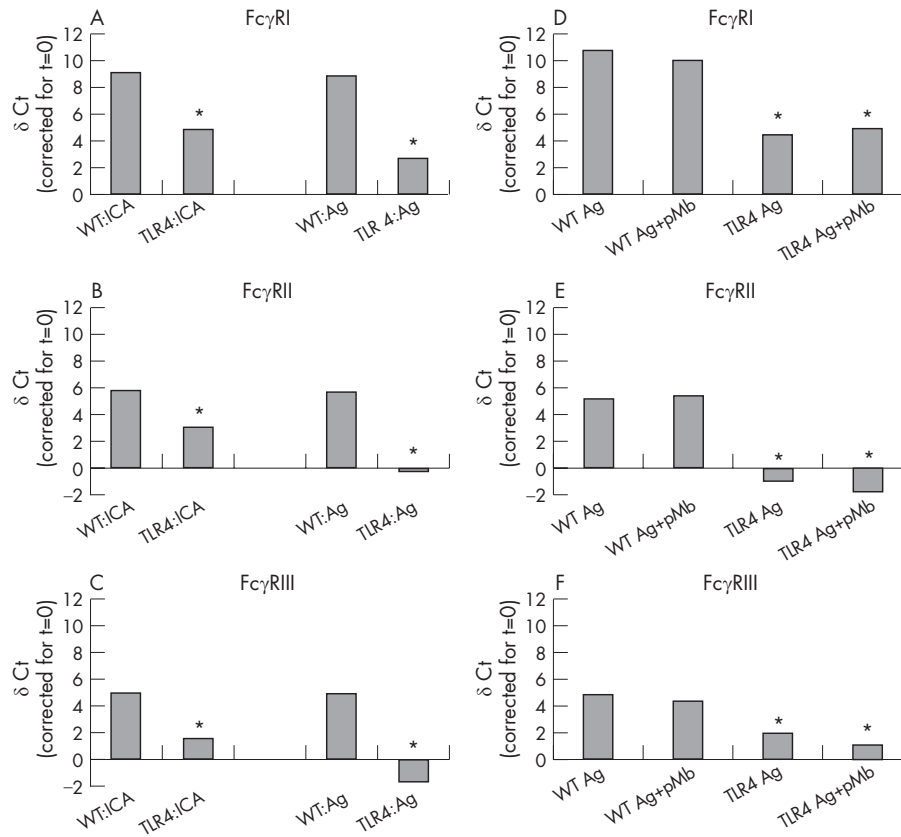 A
FcγRI
δ Ct
(corrected for t=0)
12
10
8
6
4
2
0
*
*
WT:ICA
TLR4:ICA
WT:Ag
TLR 4:Ag
D
FcγRI
δ Ct
(corrected for t=0)
12
10
8
6
4
2
0
*
*
WT Ag
WT Ag+pMb
TLR4 Ag
TLR4 Ag+pMb
B
FcγRII
δ Ct
(corrected for t=0)
12
10
8
6
4
2
0
−2
*
*
WT:ICA
TLR4:ICA
WT:Ag
TLR4:Ag
E
FcγRII
δ Ct
(corrected for t=0)
12
10
8
6
4
2
0
−2
*
*
WT Ag
WT Ag+pMb
TLR4 Ag
TLR4 Ag+pMb
C
FcγRIII
δ Ct
(corrected for t=0)
12
10
8
6
4
2
0
−2
*
*
WT:ICA
TLR4:ICA
WT:Ag
TLR4:Ag
F
FcγRIII
δ Ct
(corrected for t=0)
12
10
8
6
4
2
0
*
*
WT Ag
WT Ag+pMb
TLR4 Ag
TLR4 Ag+pMb